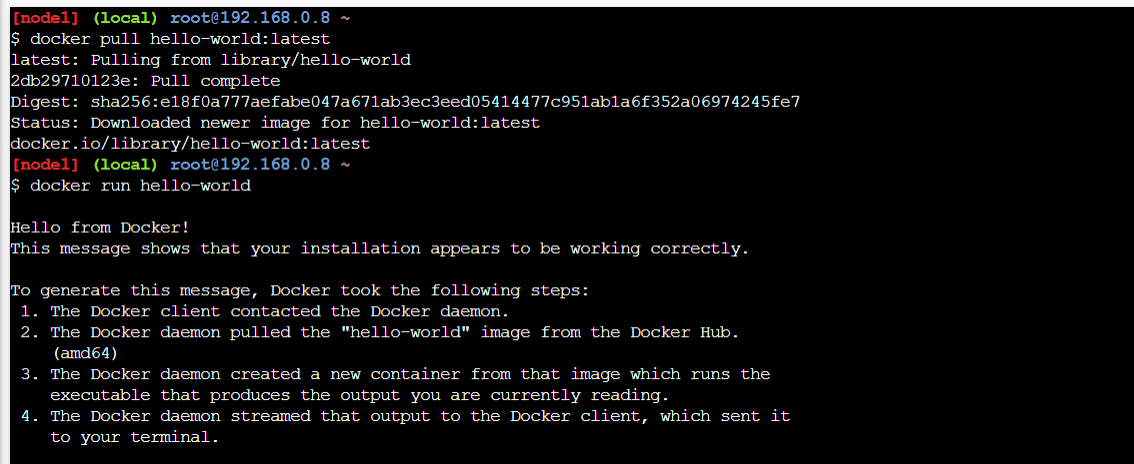 [node1] (local) root@192.168.0.8 ~
$ docker pull hello-world:latest
latest: Pulling from library/hello-world
2db29710123e: Pull complete
Digest: sha256:e18f0a777aefabe047a671ab3ec3eed05414477c951ab1a6f352a06974245fe7
Status: Downloaded newer image for hello-world:latest
docker.io/library/hello-world:latest
[node1] (local) root@192.168.0.8 ~
$ docker run hello-world
Hello from Docker!
This message shows that your installation appears to be working correctly.
To generate this message, Docker took the following steps:
1. The Docker client contacted the Docker daemon.
2. The Docker daemon pulled the "hello-world" image from the Docker Hub.
(amd64)
3. The Docker daemon created a new container from that image which runs the
executable that produces the output you are currently reading.
4. The Docker daemon streamed that output to the Docker client, which sent it
to your terminal.